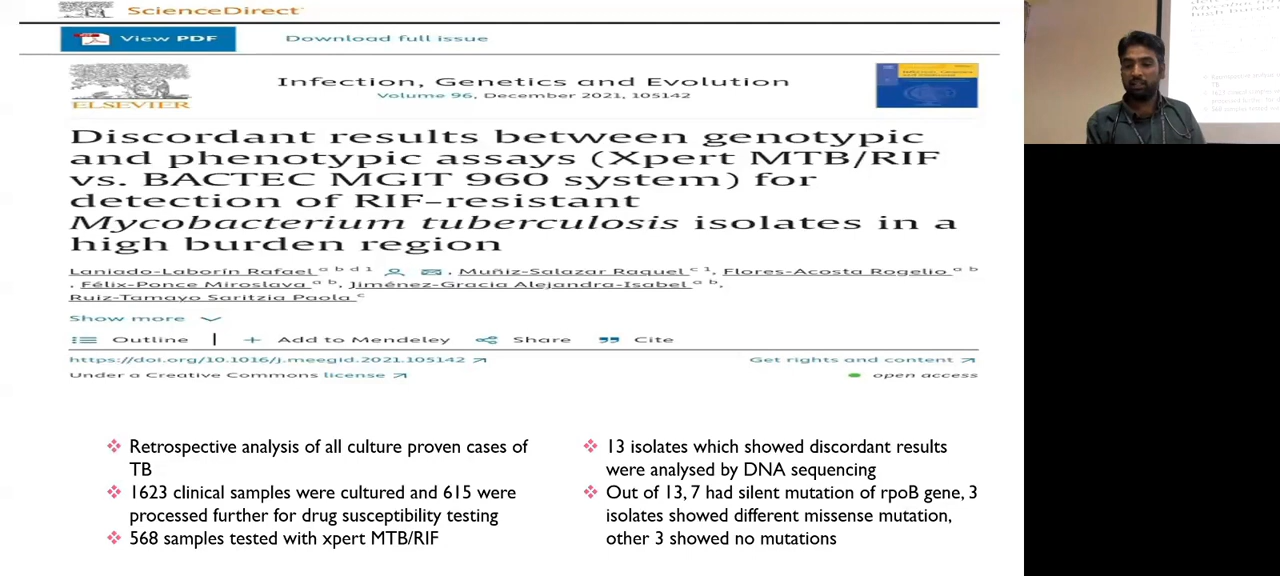 ScienceDirect
View PDF
Download full issue
ELSEVIER
Infection, Genetics and Evolution
Volume 96, December 2021, 105142
Discordant results between genotypic
and phenotypic assays (Xpert MTB/RIF
vs. BACTEC MGIT 960 system) for
detection of RIF-resistant
Mycobacterium tuberculosis isolates in a
high burden region
Laniado-Laborín Rafael a b d 1, Muñiz-Salazar Raquel c 1, Flores-Acosta Rogelio a b
, Félix-Ponce Miroslava a b, Jiménez-Gracia Alejandra-Isabel a b,
Ruiz-Tamayo Saritzia Paola c
Show more
Outline | + Add to Mendeley Share Cite
https://doi.org/10.1016/j.meegid.2021.105142
Get rights and content
Under a Creative Commons license
open access
Retrospective analysis of all culture proven cases of
TB
1623 clinical samples were cultured and 615 were
processed further for drug susceptibility testing
568 samples tested with xpert MTB/RIF
13 isolates which showed discordant results
were analysed by DNA sequencing
Out of 13, 7 had silent mutation of rpoB gene, 3
isolates showed different missense mutation,
other 3 showed no mutations